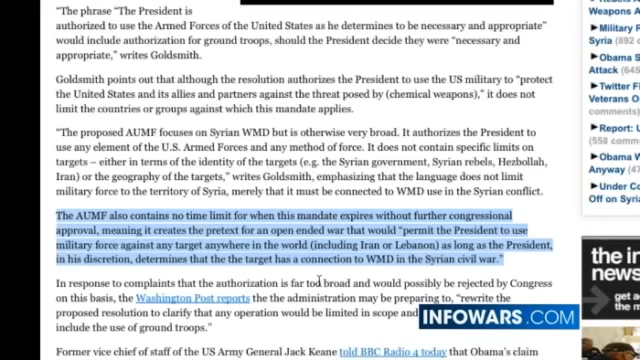 "The phrase "The President is
authorized to use the Armed Forces of the United States as he determines to be necessary and appropriate"
would include authorization for ground troops, should the President decide they were "necessary and
appropriate," writes Goldsmith.
Goldsmith points out that although the resolution authorizes the President to use the US military to "protect
the United States and its allies and partners against the threat posed by (chemical weapons)," it does not
limit the countries or groups against which this mandate applies.
"The proposed AUMF focuses on Syrian WMD but is otherwise very broad. It authorizes the President to
use any element of the U.S. Armed Forces and any method of force. It does not contain specific limits on
targets – either in terms of the identity of the targets (e.g. the Syrian government, Syrian rebels, Hezbollah,
Iran) or the geography of the targets," writes Goldsmith, emphasizing that the language does not limit
military force to the territory of Syria, merely that it must be connected to WMD use in the Syrian conflict.
The AUMF also contains no time limit for when this mandate expires without further congressional
approval, meaning it creates the pretext for an open ended war that would "permit the President to use
military force against any target anywhere in the world (including Iran or Lebanon) as long as the President,
in his discretion, determines that the the target has a connection to WMD in the Syrian civil war."
In response to complaints that the authorization is far too broad and would possibly be rejected by Congress
on this basis, the Washington Post reports the the administration may be preparing to, "rewrite the
proposed resolution to clarify that any operation would be limited in scope and
include the use of ground troops."
Former vice chief of staff of the US Army General Jack Keane told BBC Radio 4 today that Obama's claim
Weapons A
Military F
Syria (892 c
Obama S
Attack (645
Twitter Fl
Veterans O
comments)
Report: U
(558 comm
Obama W
Anyway (47
Under Co
Off on Syria
the in
news
get a
the m
INFOWARS.COM